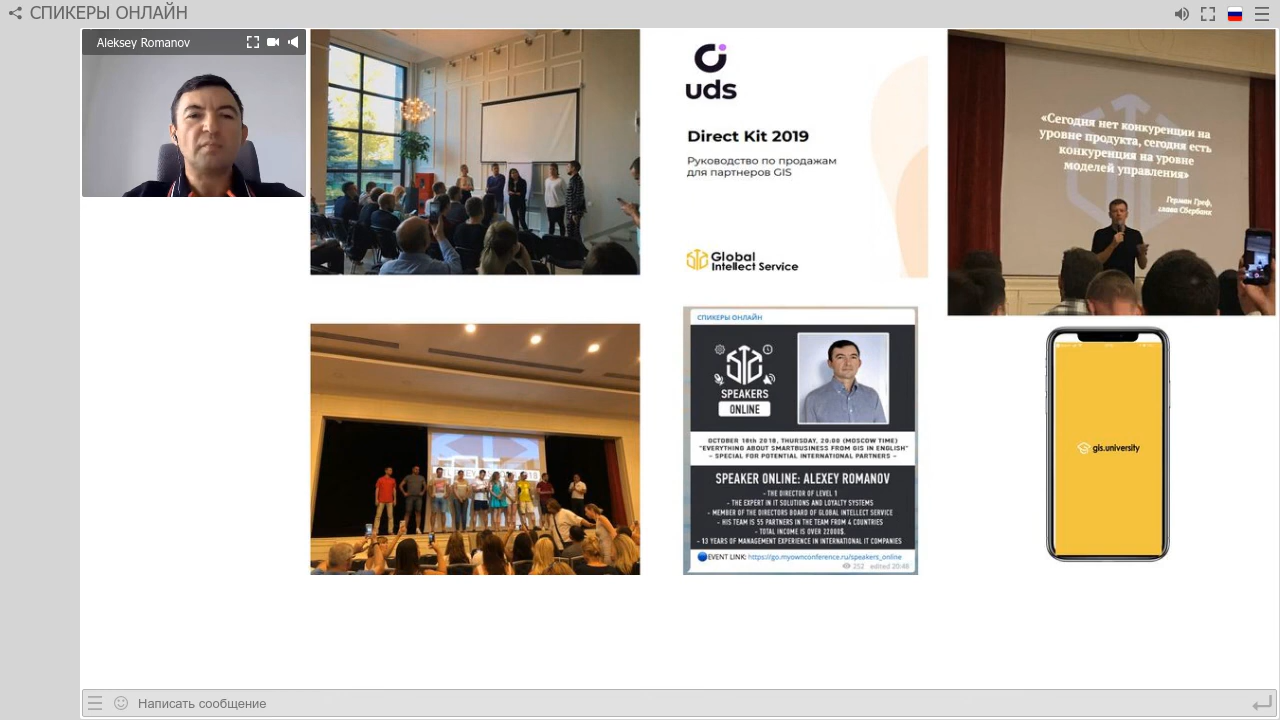 СПИКЕРЫ ОНЛАЙН
Aleksey Romanov
uds
Direct Kit 2019
Руководство по продажам
для партнеров GIS
Global
Intellect Service
«Сегодня нет конкуренции на
уровне продукта, сегодня есть
конкуренция на уровне
моделей управления»
Герман Греф,
глава Сбербанк
СПИКЕРЫ ОНЛАЙН
SPEAKERS
ONLINE
OCTOBER 18th 2018, THURSDAY, 20:00 (MOSCOW TIME)
"EVERYTHING ABOUT SMARTBUSINESS FROM GIS IN ENGLISH"
- SPECIAL FOR POTENTIAL INTERNATIONAL PARTNERS -
SPEAKER ONLINE: ALEXEY ROMANOV
- THE DIRECTOR OF LEVEL 1
- THE EXPERT IN IT SOLUTIONS AND LOYALTY SYSTEMS
- MEMBER OF THE DIRECTORS BOARD OF GLOBAL INTELLECT SERVICE
- HIS TEAM IS 55 PARTNERS IN THE TEAM FROM 4 COUNTRIES
- TOTAL INCOME IS OVER 22000$.
- 13 YEARS OF MANAGEMENT EXPERIENCE IN INTERNATIONAL IT COMPANIES
EVENT LINK: https://go.myownconference.ru/speakers_online
252 edited 20:46
gis.university
Написать сообщение